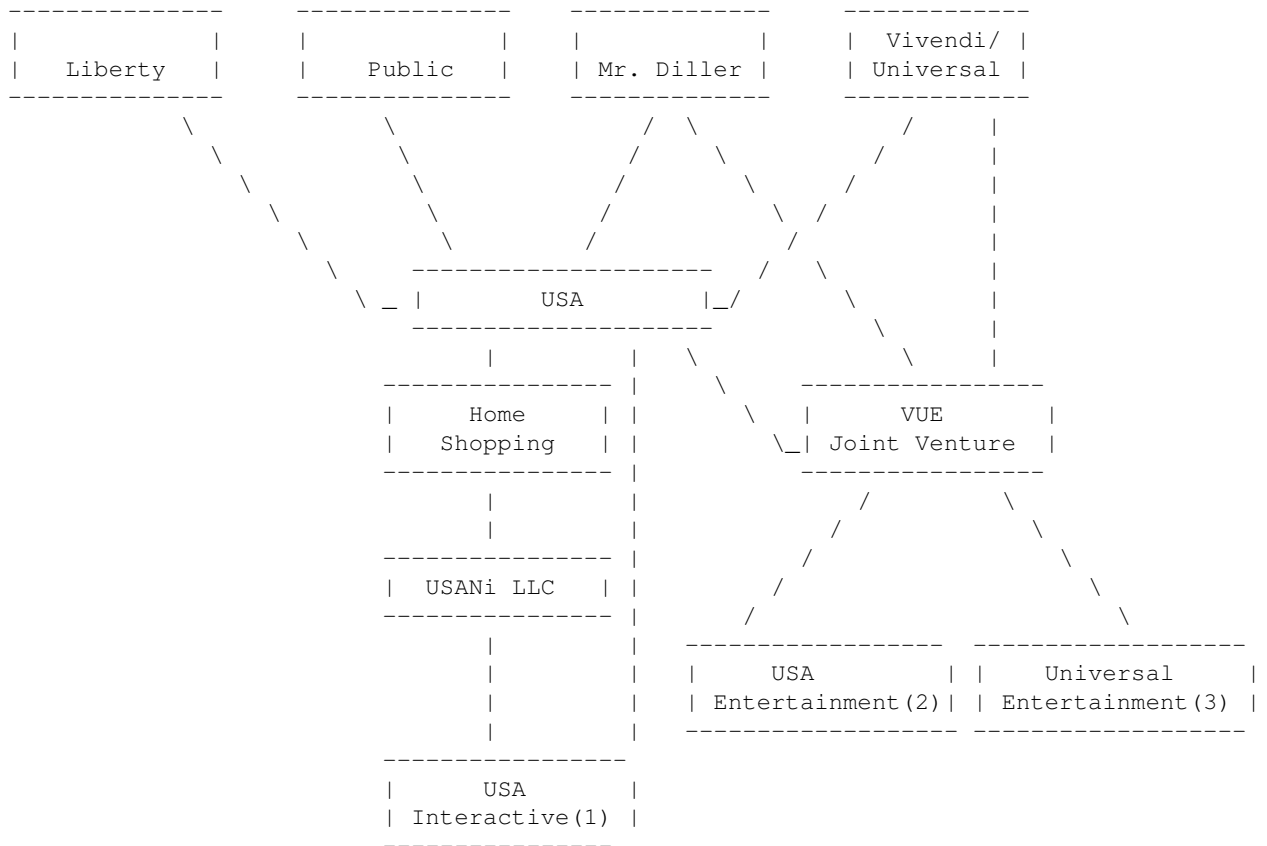 Vivendi/
Liberty Public Mr. Diller Universal
USA
Home VUE
Shopping Joint Venture
USANi LLC
USA Universal
Entertainment(2) Entertainment(3)
USA
Interactive(1)